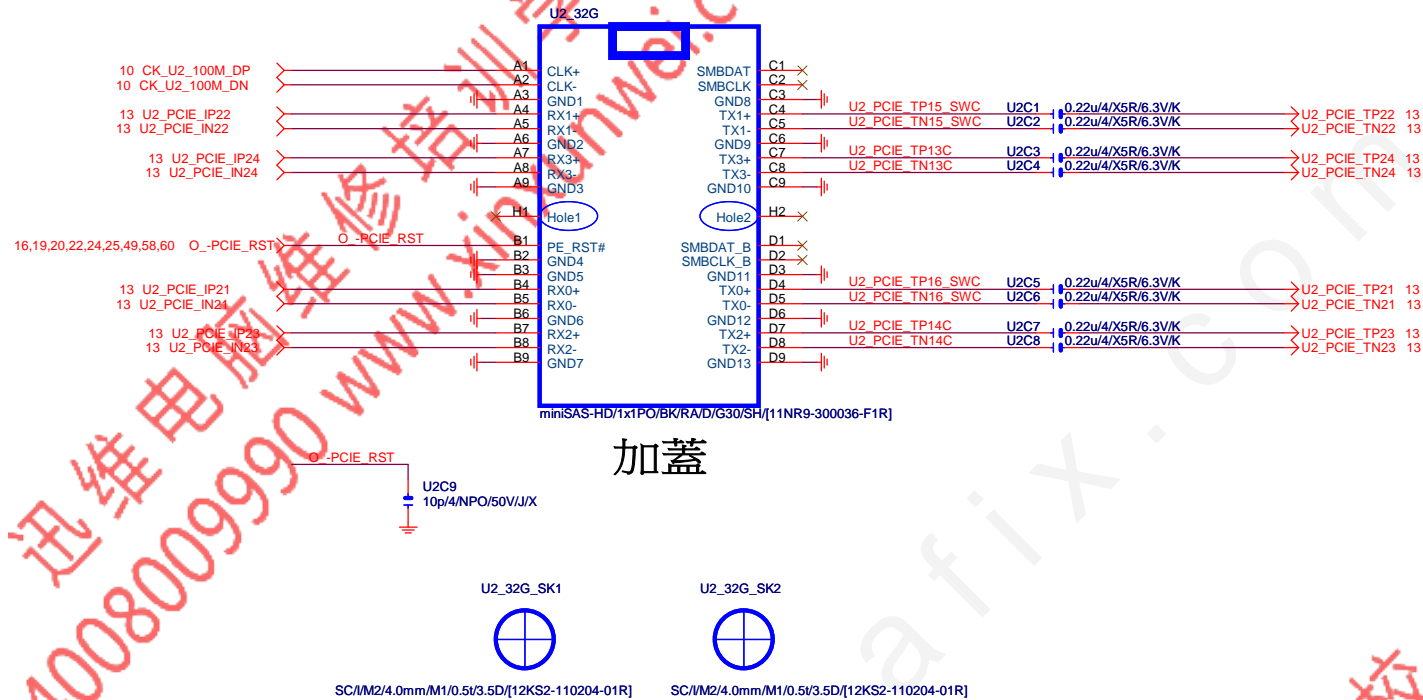 U2_32G
10 CK_U2_100M_DP A1 CLK+ SMBDAT C1
10 CK_U2_100M_DN A2 CLK- SMBCLK C2
A3 GND1 GND8 C3
13 U2_PCIE_IP22 A4 RX1+ TX1+ C4 U2_PCIE_TP15_SWC U2C1 0.22u/4/X5R/6.3V/K U2_PCIE_TP22 13
13 U2_PCIE_IN22 A5 RX1- TX1- C5 U2_PCIE_TN15_SWC U2C2 0.22u/4/X5R/6.3V/K U2_PCIE_TN22 13
A6 GND2 GND9 C6
13 U2_PCIE_IP24 A7 RX3+ TX3+ C7 U2_PCIE_TP13C U2C3 0.22u/4/X5R/6.3V/K U2_PCIE_TP24 13
13 U2_PCIE_IN24 A8 RX3- TX3- C8 U2_PCIE_TN13C U2C4 0.22u/4/X5R/6.3V/K U2_PCIE_TN24 13
A9 GND3 GND10 C9
H1 Hole1 Hole2 H2
16,19,20,22,24,25,49,58,60 O_-PCIE_RST O_-PCIE_RST B1 PE_RST# SMBDAT_B D1
B2 GND4 SMBCLK_B D2
B3 GND5 GND11 D3
13 U2_PCIE_IP21 B4 RX0+ TX0+ D4 U2_PCIE_TP16_SWC U2C5 0.22u/4/X5R/6.3V/K U2_PCIE_TP21 13
13 U2_PCIE_IN21 B5 RX0- TX0- D5 U2_PCIE_TN16_SWC U2C6 0.22u/4/X5R/6.3V/K U2_PCIE_TN21 13
B6 GND6 GND12 D6
13 U2_PCIE_IP23 B7 RX2+ TX2+ D7 U2_PCIE_TP14C U2C7 0.22u/4/X5R/6.3V/K U2_PCIE_TP23 13
13 U2_PCIE_IN23 B8 RX2- TX2- D8 U2_PCIE_TN14C U2C8 0.22u/4/X5R/6.3V/K U2_PCIE_TN23 13
B9 GND7 GND13 D9
miniSAS-HD/1x1PO/BK/RA/D/G30/SH/[11NR9-300036-F1R]
加蓋
O_-PCIE_RST
U2C9
10p/4/NPO/50V/J/X
U2_32G_SK1 U2_32G_SK2
SC/I/M2/4.0mm/M1/0.5t/3.5D/[12KS2-110204-01R] SC/I/M2/4.0mm/M1/0.5t/3.5D/[12KS2-110204-01R]
迅维电脑维修培训学
4008009990 www.xinxunwei.c
afix.com